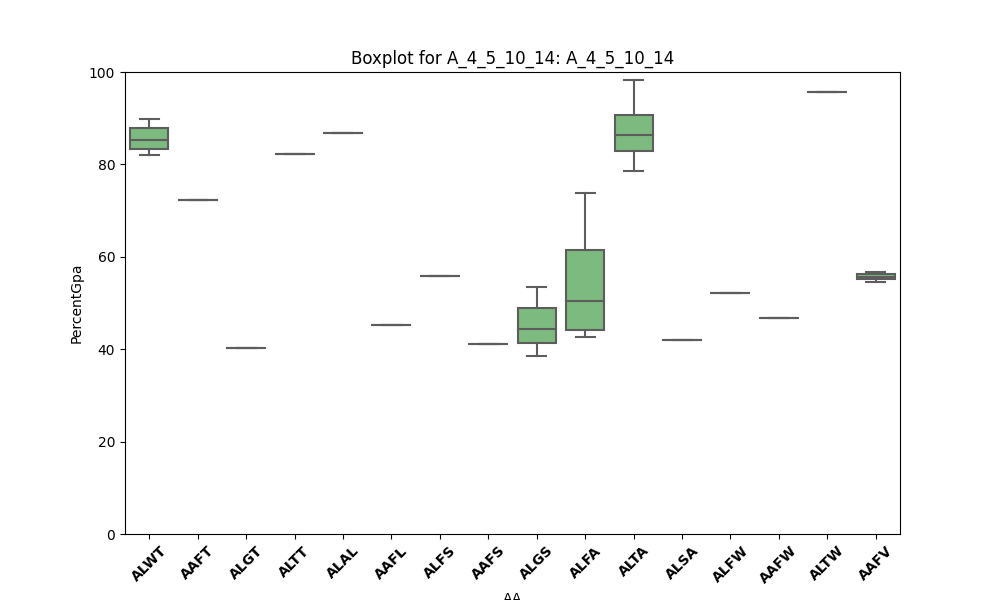 Boxplot for A_4_5_10_14: A_4_5_10_14
100
80
60
40
20
0
PercentGpa
ALWT
AAFT
ALGT
ALTT
ALAL
AAFL
ALFS
AAFS
ALGS
ALFA
ALTA
ALSA
ALFW
AAFW
ALTW
AAFV
AA